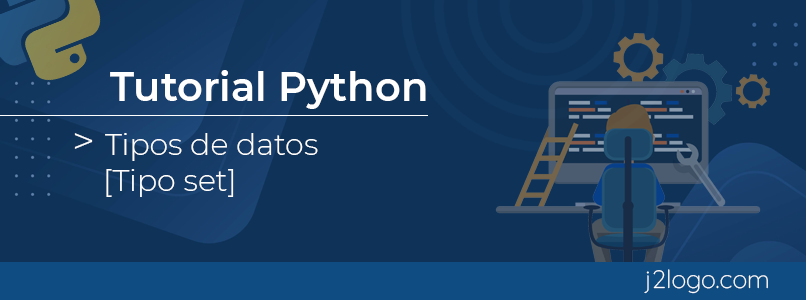 Tutorial Python
> Tipos de datos
[Tipo set]
j2logo.com